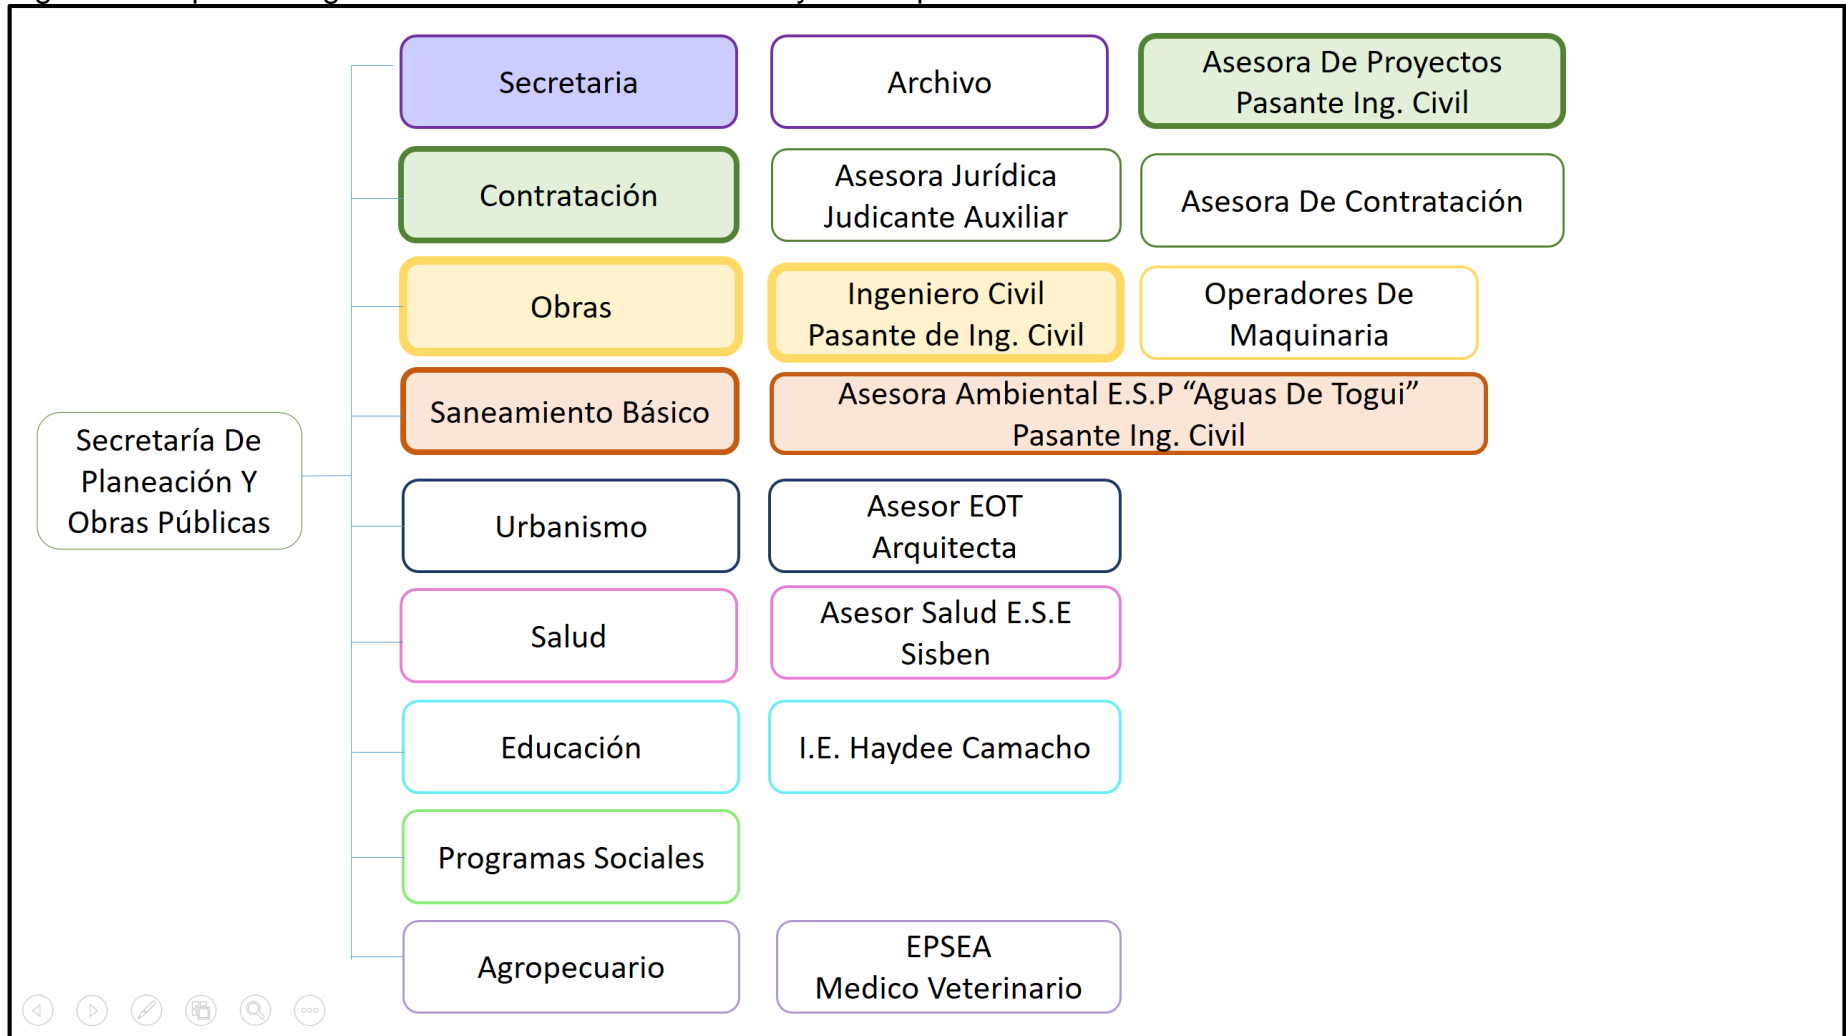 Secretaria
Archivo
Asesora De Proyectos
Pasante Ing. Civil
Contratación
Asesora Jurídica
Judicante Auxiliar
Asesora De Contratación
Obras
Ingeniero Civil
Pasante de Ing. Civil
Operadores De
Maquinaria
Saneamiento Básico
Asesora Ambiental E.S.P “Aguas De Togui”
Pasante Ing. Civil
Secretaría De
Planeación Y
Obras Públicas
Urbanismo
Asesor EOT
Arquitecta
Salud
Asesor Salud E.S.E
Sisben
Educación
I.E. Haydee Camacho
Programas Sociales
Agropecuario
EPSEA
Medico Veterinario